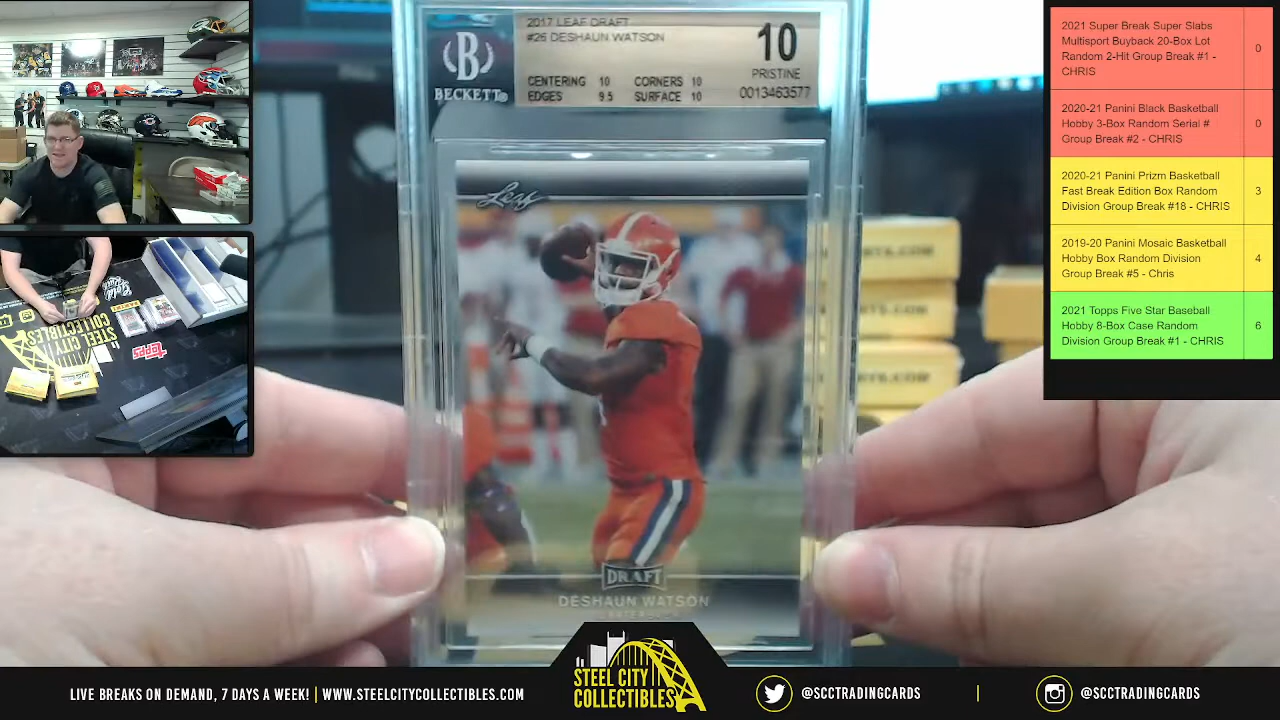 2017 LEAF DRAFT
#26 DESHAUN WATSON
10
PRISTINE
CENTERING 10 CORNERS 10
EDGES 9.5 SURFACE 10
0013463577
B
BECKETT
Leaf
DRAFT
DESHAUN WATSON
2021 Super Break Super Slabs
Multisport Buyback 20-Box Lot
Random 2-Hit Group Break #1 -
CHRIS
0
2020-21 Panini Black Basketball
Hobby 3-Box Random Serial #
Group Break #2 - CHRIS
0
2020-21 Panini Prizm Basketball
Fast Break Edition Box Random
Division Group Break #18 - CHRIS
3
2019-20 Panini Mosaic Basketball
Hobby Box Random Division
Group Break #5 - Chris
4
2021 Topps Five Star Baseball
Hobby 8-Box Case Random
Division Group Break #1 - CHRIS
6
STEEL CITY
COLLECTIBLES
Topps
LIVE BREAKS ON DEMAND, 7 DAYS A WEEK! | WWW.STEELCITYCOLLECTIBLES.COM
STEEL CITY
COLLECTIBLES
@SCCTRADINGCARDS | @SCCTRADINGCARDS